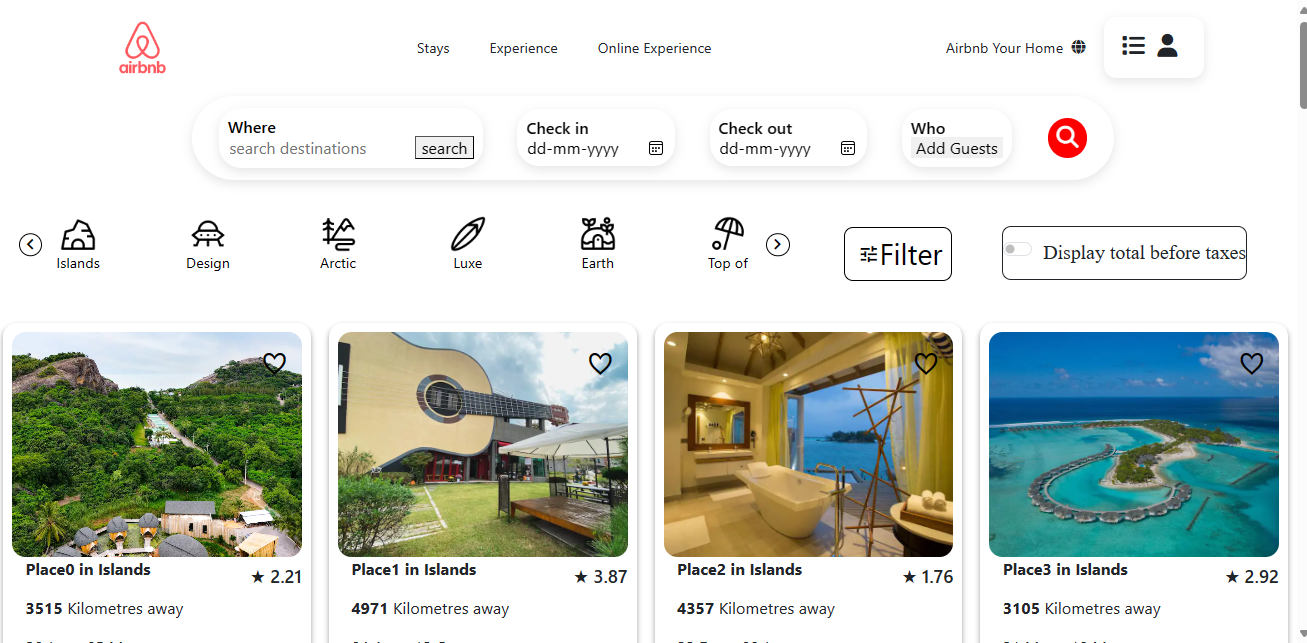 airbnb
Stays Experience Online Experience Airbnb Your Home
Where Check in Check out Who
search destinations search dd-mm-yyyy dd-mm-yyyy Add Guests
Islands Design Arctic Luxe Earth Top of
Filter Display total before taxes
Place0 in Islands ★ 2.21
3515 Kilometres away
Place1 in Islands ★ 3.87
4971 Kilometres away
Place2 in Islands ★ 1.76
4357 Kilometres away
Place3 in Islands ★ 2.92
3105 Kilometres away